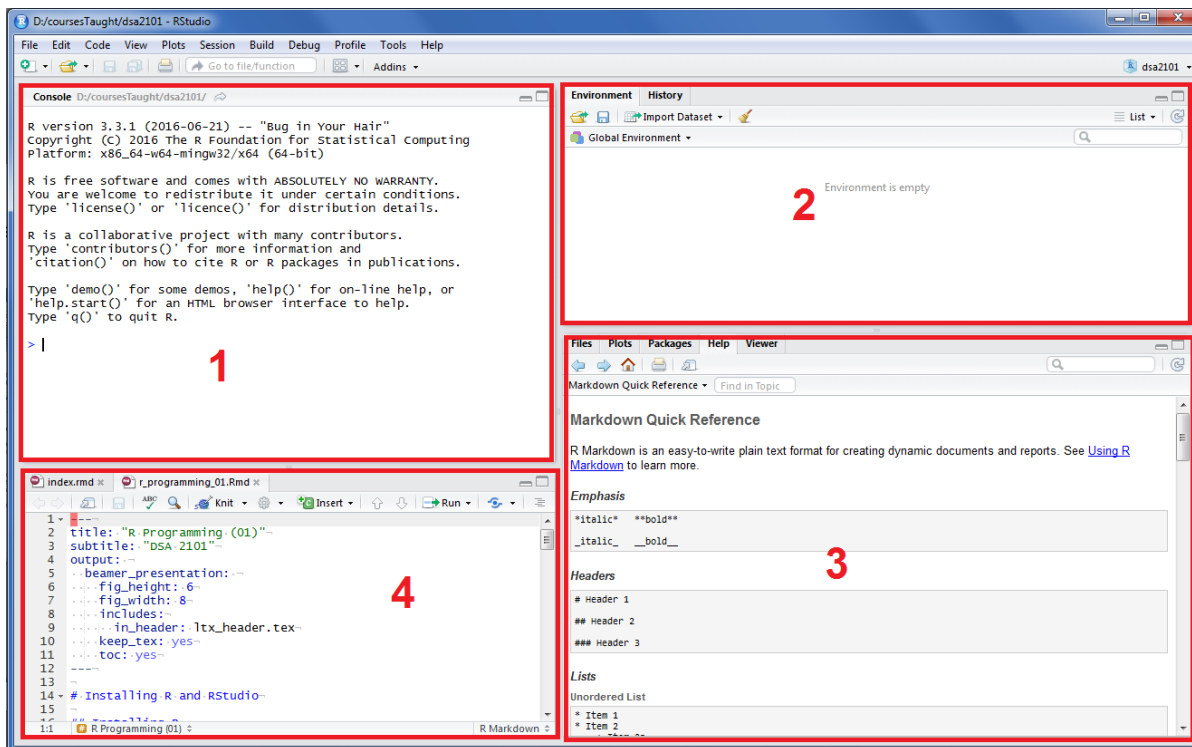 D:/coursesTaught/dsa2101 - RStudio
File Edit Code View Plots Session Build Debug Profile Tools Help
Go to file/function Addins dsa2101
Console D:/coursesTaught/dsa2101/
R version 3.3.1 (2016-06-21) -- "Bug in Your Hair"
Copyright (C) 2016 The R Foundation for Statistical Computing
Platform: x86_64-w64-mingw32/x64 (64-bit)
R is free software and comes with ABSOLUTELY NO WARRANTY.
You are welcome to redistribute it under certain conditions.
Type 'license()' or 'licence()' for distribution details.
R is a collaborative project with many contributors.
Type 'contributors()' for more information and
'citation()' on how to cite R or R packages in publications.
Type 'demo()' for some demos, 'help()' for on-line help, or
'help.start()' for an HTML browser interface to help.
Type 'q()' to quit R.
>
1
Environment History
Import Dataset List
Global Environment
Environment is empty
2
Files Plots Packages Help Viewer
Markdown Quick Reference Find in Topic
Markdown Quick Reference
R Markdown is an easy-to-write plain text format for creating dynamic documents and reports. See Using R
Markdown to learn more.
Emphasis
*italic* **bold**
_italic_ __bold__
3
Headers
# Header 1
## Header 2
### Header 3
Lists
Unordered List
* Item 1
* Item 2
index.rmd r_programming_01.Rmd
ABC Knit Insert Run
1 ---
2 title: "R Programming (01)"
3 subtitle: "DSA 2101"
4 output:
5 beamer_presentation:
6 fig_height: 6
7 fig_width: 8
8 includes:
9 in_header: ltx_header.tex
10 keep_tex: yes
11 toc: yes
12 ---
13
14 # Installing R and RStudio
15
4
1:1 R Programming (01) R Markdown